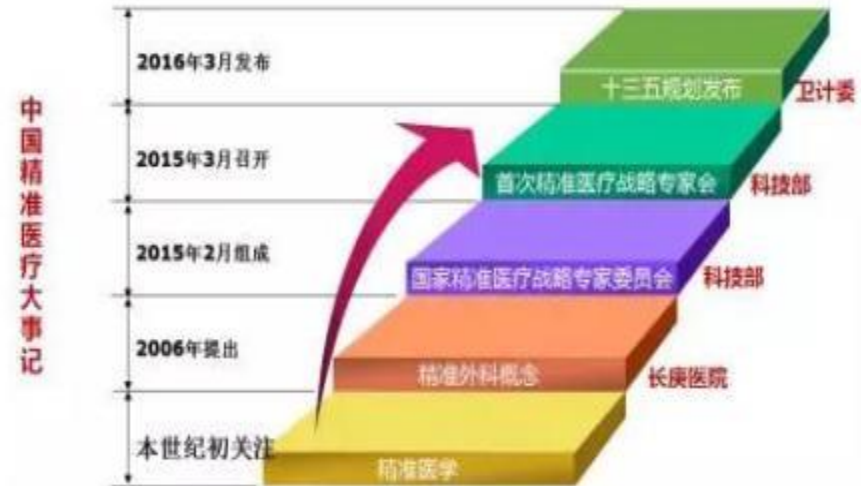 中国精准医疗大事记
2016年3月发布
十三五规划发布
卫计委
2015年3月召开
首次精准医疗战略专家会
科技部
2015年2月组成
国家精准医疗战略专家委员会
科技部
2006年提出
精准外科概念
长庚医院
本世纪初关注
精准医学